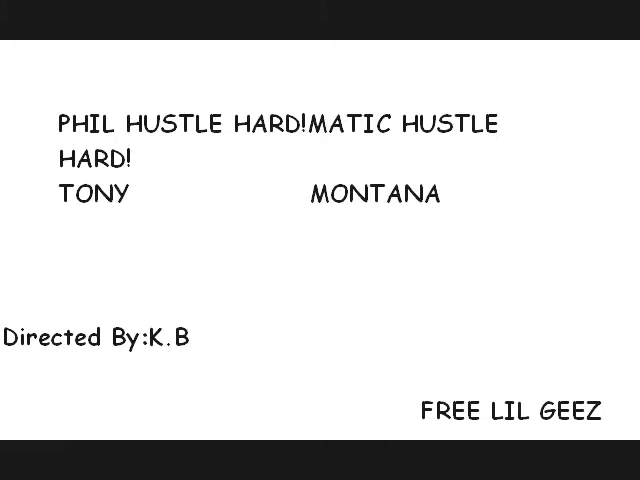 PHIL HUSTLE HARD!MATIC HUSTLE
HARD!
TONY MONTANA
Directed By:K.B
FREE LIL GEEZ